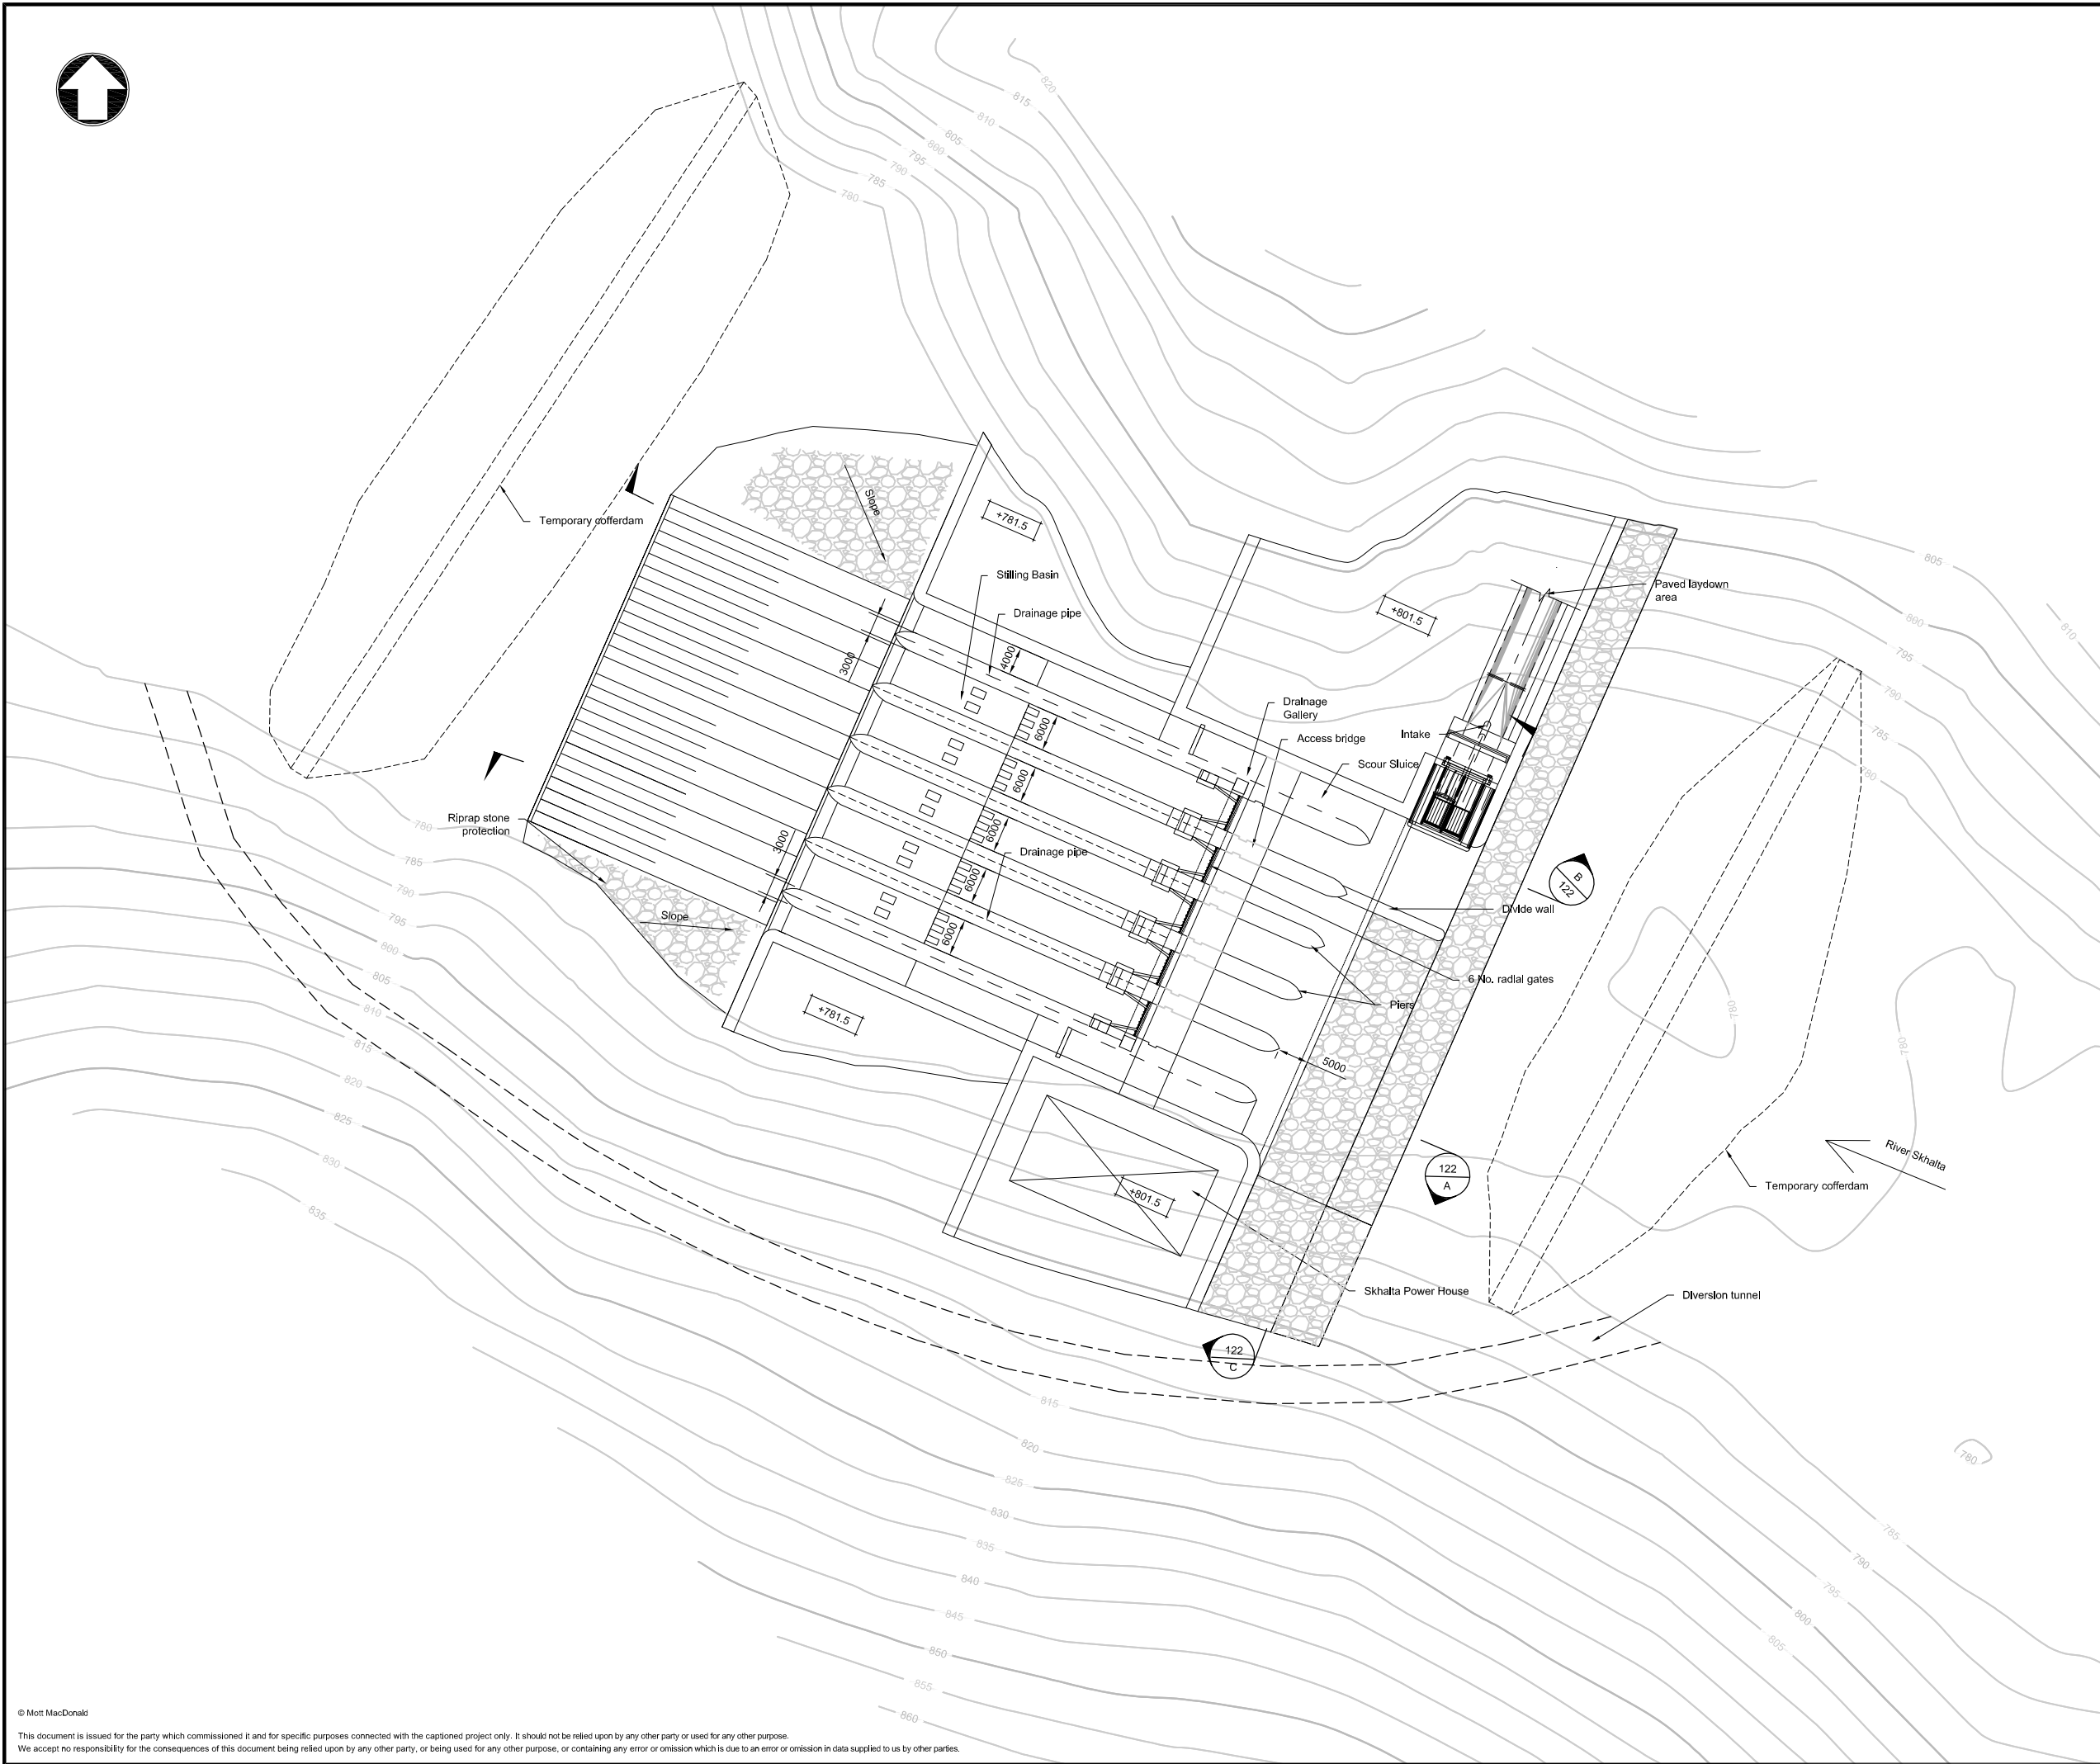 820
815
810
805
800
795
790
785
780
Temporary cofferdam
Slope
+781.5
Stilling Basin
Drainage pipe
3000
4000
+801.5
Paved laydown
area
805
800
795
790
785
780
810
Drainage
Gallery
Access bridge
Intake
Scour Sluice
6000
6000
6000
6000
6000
Riprap stone
protection
3000
Drainage pipe
Slope
B
122
Divide wall
6 No. radial gates
Piers
5000
+781.5
780
785
790
795
800
805
810
815
820
825
830
835
780
780
River Skhalta
Temporary cofferdam
122
A
+801.5
Skhalta Power House
Diversion tunnel
122
C
815
820
825
830
835
840
845
850
855
860
780
785
790
795
800
805
© Mott MacDonald
This document is issued for the party which commissioned it and for specific purposes connected with the captioned project only. It should not be relied upon by any other party or used for any other purpose.
We accept no responsibility for the consequences of this document being relied upon by any other party, or being used for any other purpose, or containing any error or omission which is due to an error or omission in data supplied to us by other parties.